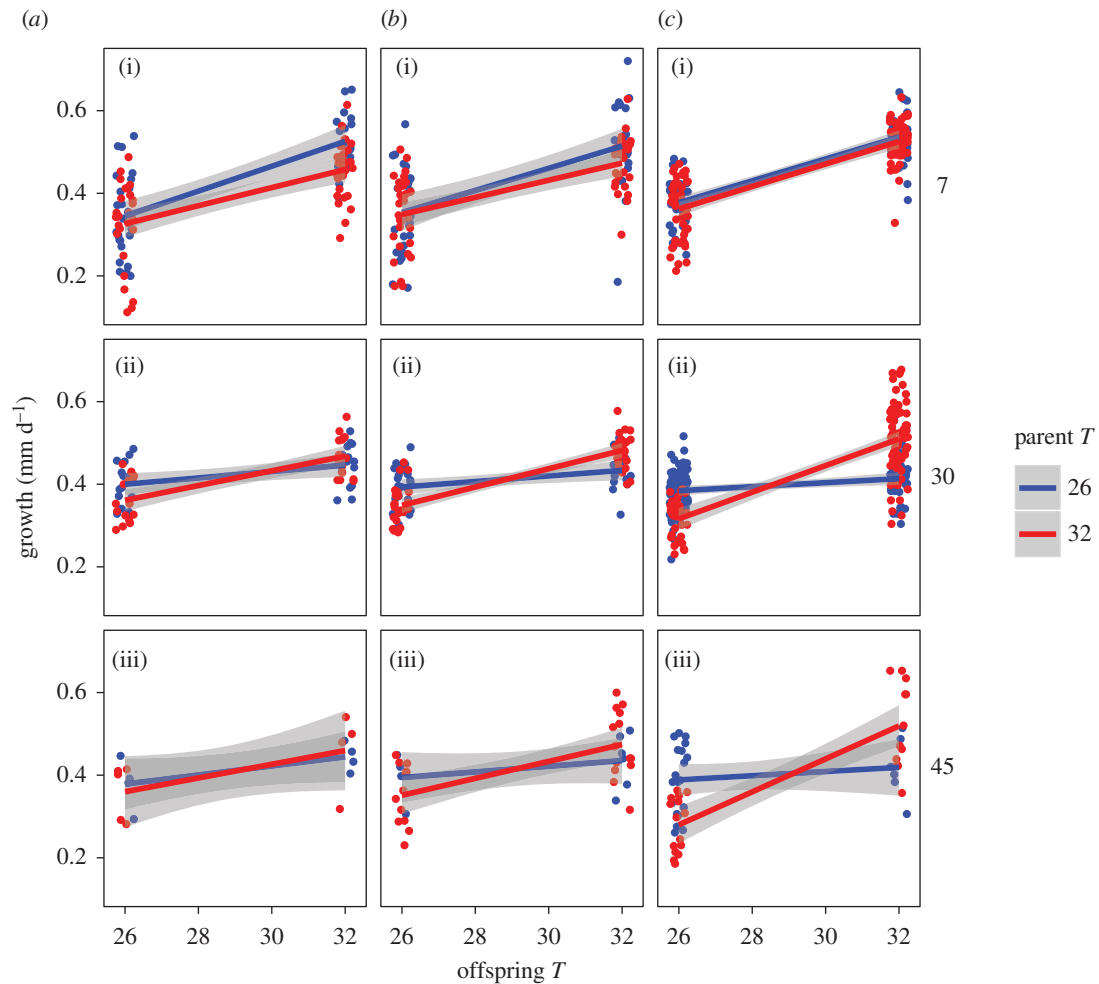 (a) (b) (c)
(i) (i) (i)
0.6
0.4
0.2
7
(ii) (ii) (ii)
0.6
0.4
0.2
30
(iii) (iii) (iii)
0.6
0.4
0.2
45
growth (mm d⁻¹)
26 28 30 32 26 28 30 32 26 28 30 32
offspring T
parent T
26
32